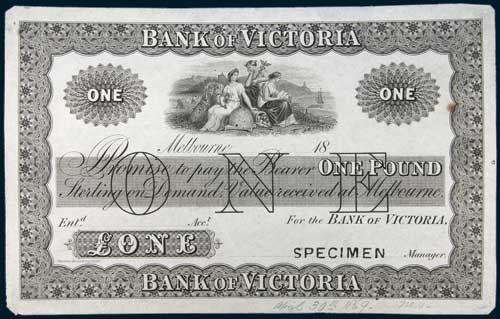 BANK OF VICTORIA
ONE ONE
Melbourne 18
I Promise to pay the Bearer ONE POUND
ONE
Sterling on Demand, Value received at Melbourne.
Entd. Acct. For the BANK OF VICTORIA.
£ONE
SPECIMEN Manager.
BANK OF VICTORIA